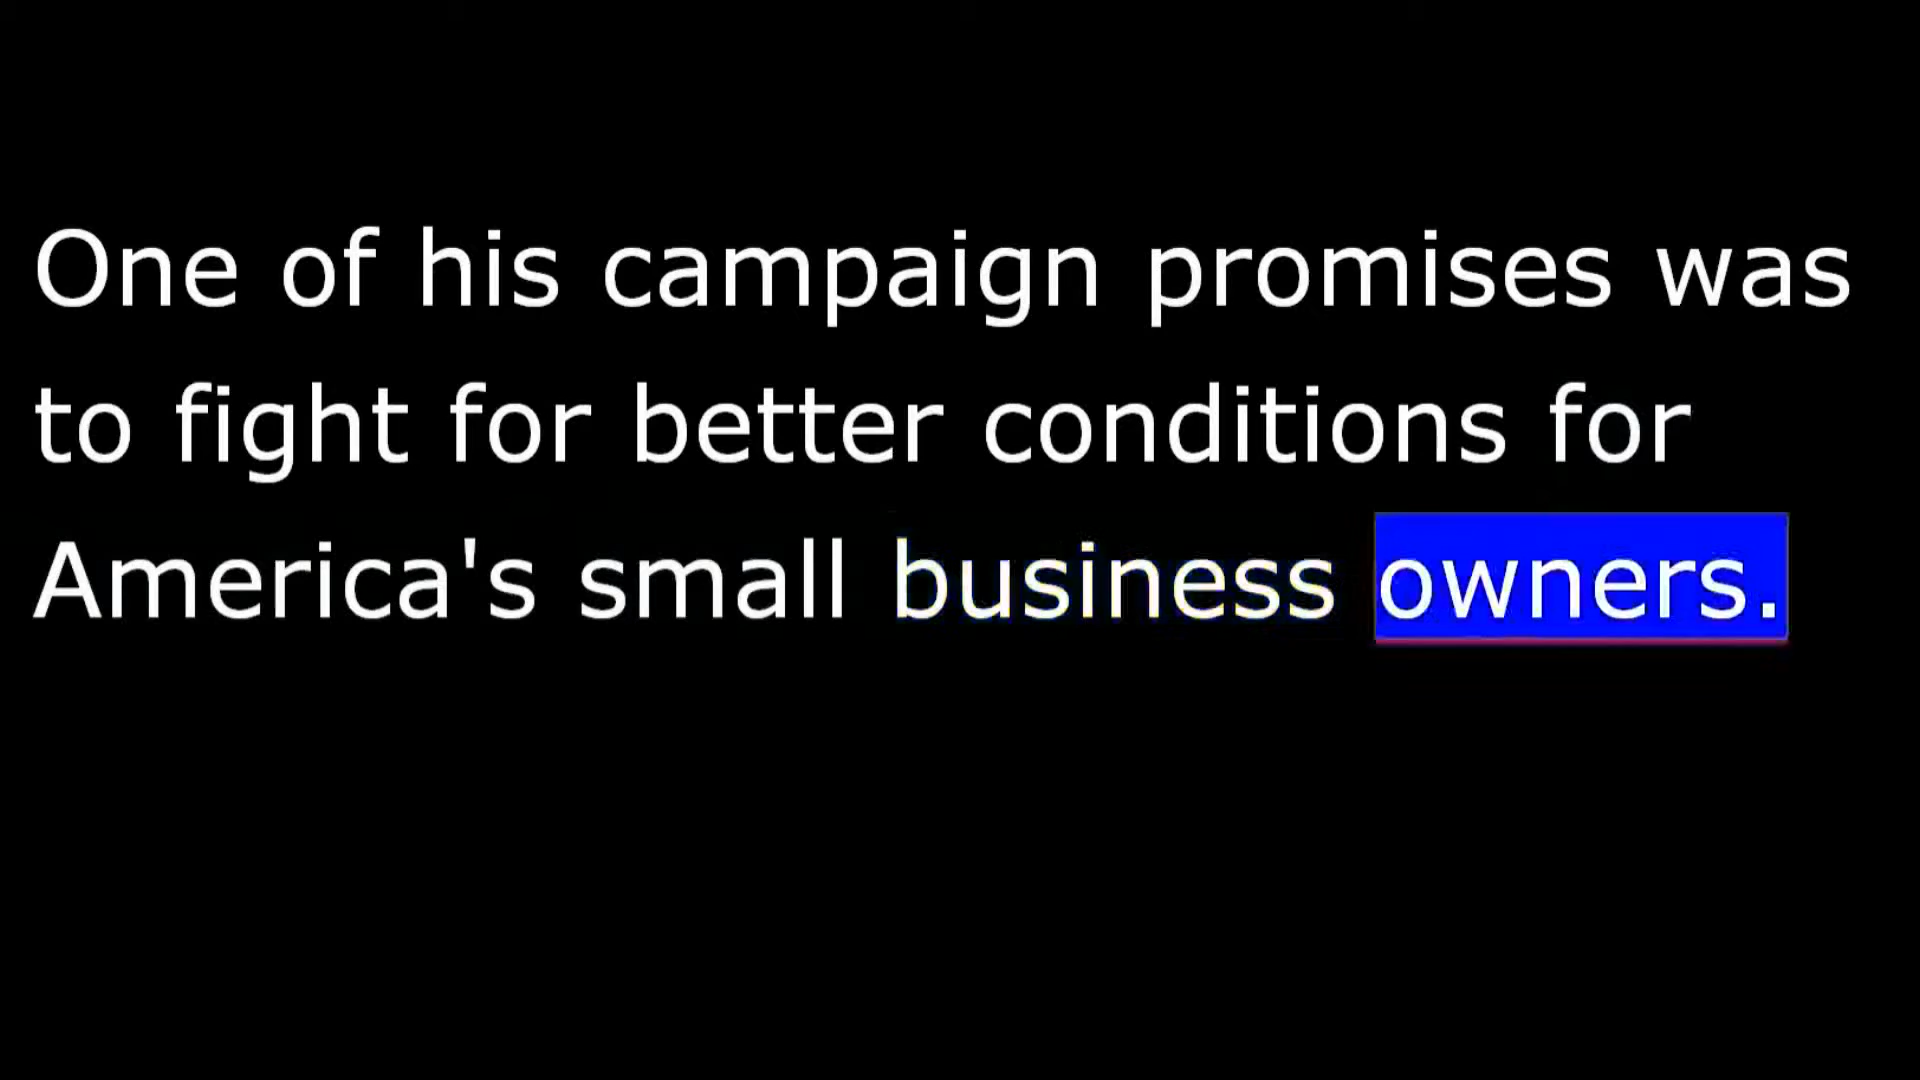 One of his campaign promises was
to fight for better conditions for
America's small business owners.